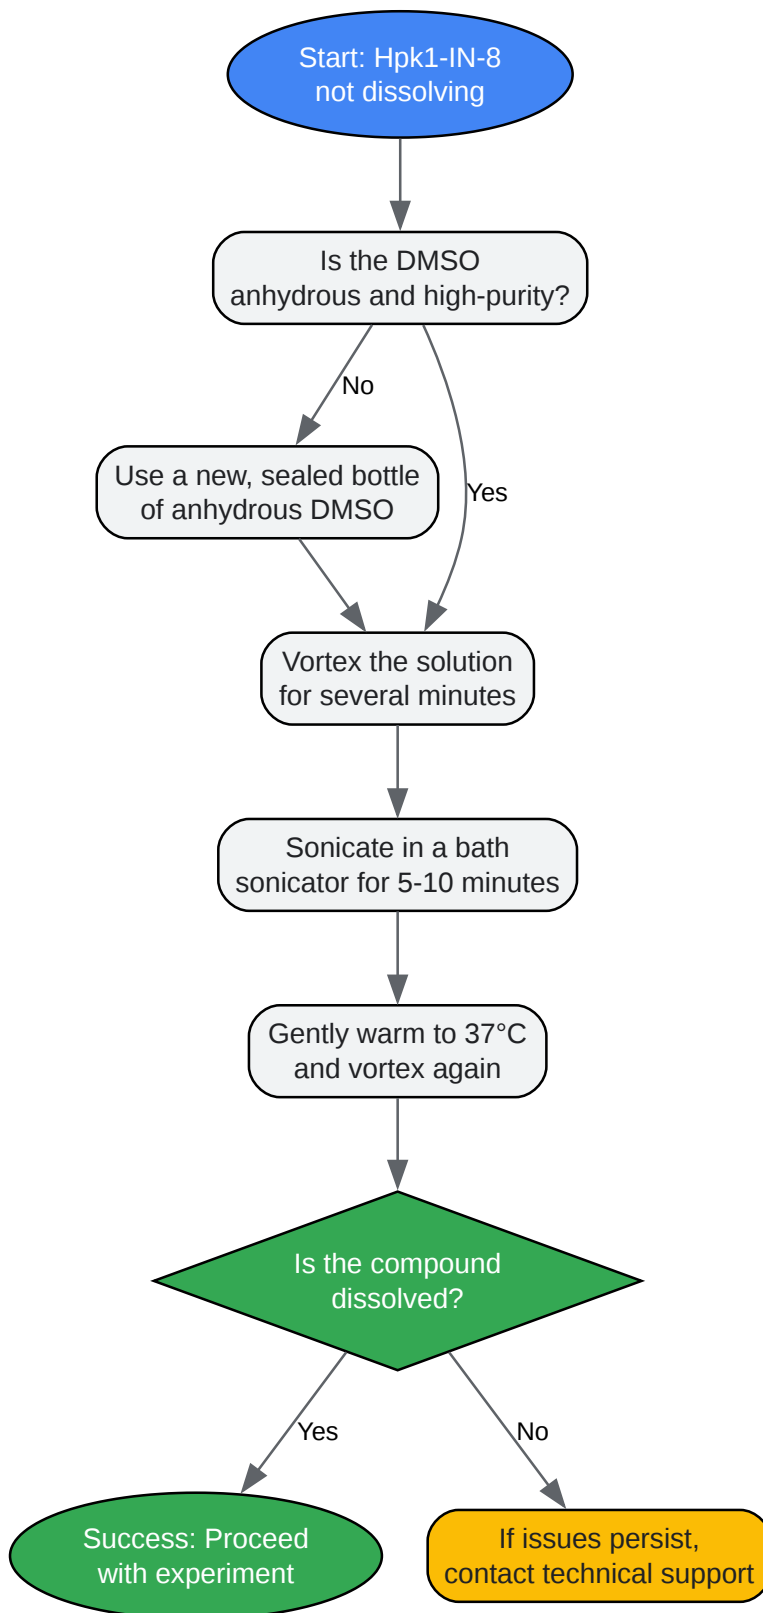 Start: Hpk1-IN-8
not dissolving
Is the DMSO
anhydrous and high-purity?
No
Use a new, sealed bottle
of anhydrous DMSO
Yes
Vortex the solution
for several minutes
Sonicate in a bath
sonicator for 5-10 minutes
Gently warm to 37°C
and vortex again
Is the compound
dissolved?
Yes
No
Success: Proceed
with experiment
If issues persist,
contact technical support